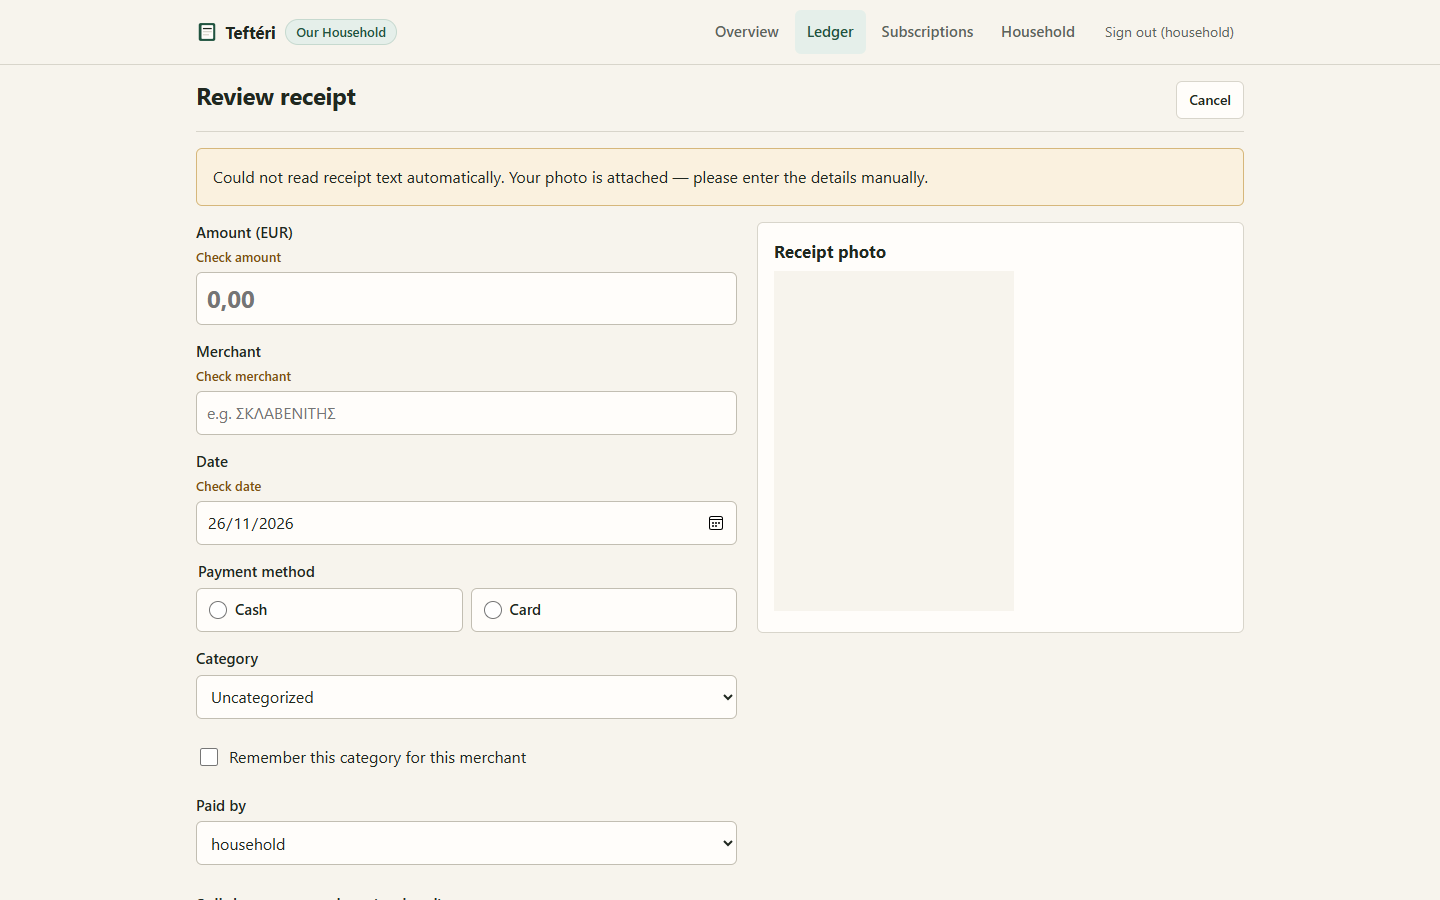 Teftéri
Our Household
Overview
Ledger
Subscriptions
Household
Sign out (household)
Review receipt
Cancel
Could not read receipt text automatically. Your photo is attached — please enter the details manually.
Amount (EUR)
Check amount
0,00
Merchant
Check merchant
e.g. ΣΚΛΑΒΕΝΙΤΗΣ
Date
Check date
26/11/2026
Payment method
Cash
Card
Category
Uncategorized
Remember this category for this merchant
Paid by
household
Receipt photo